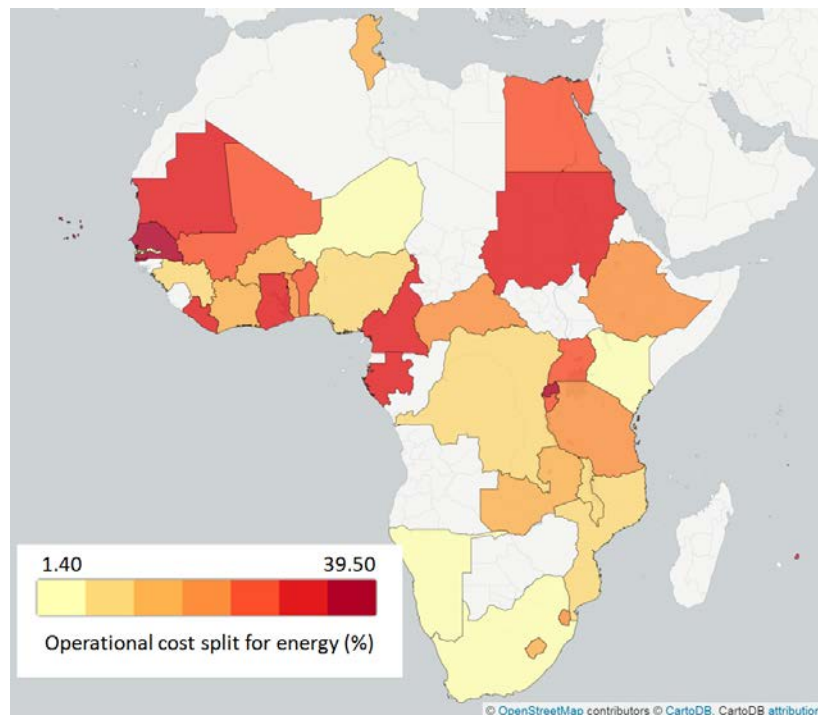 1.40 39.50
Operational cost split for energy (%)
© OpenStreetMap contributors © CartoDB, CartoDB attribution